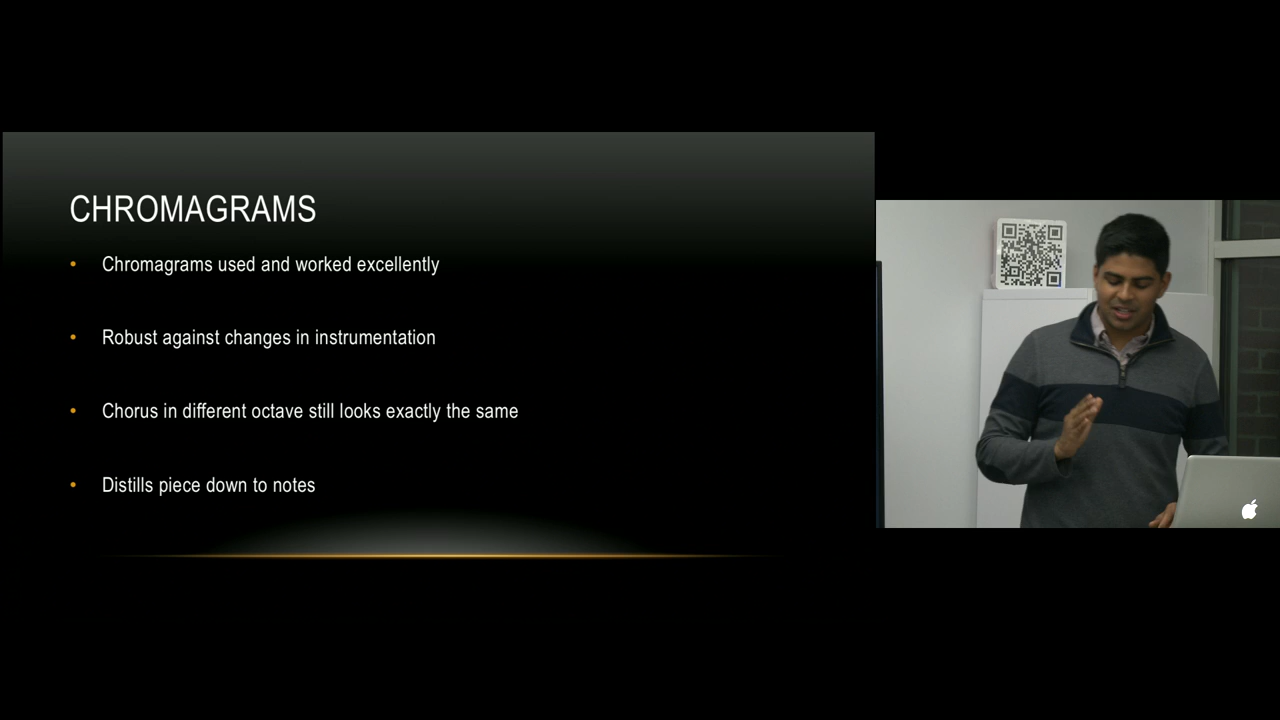 CHROMAGRAMS
• Chromagrams used and worked excellently
• Robust against changes in instrumentation
• Chorus in different octave still looks exactly the same
• Distills piece down to notes